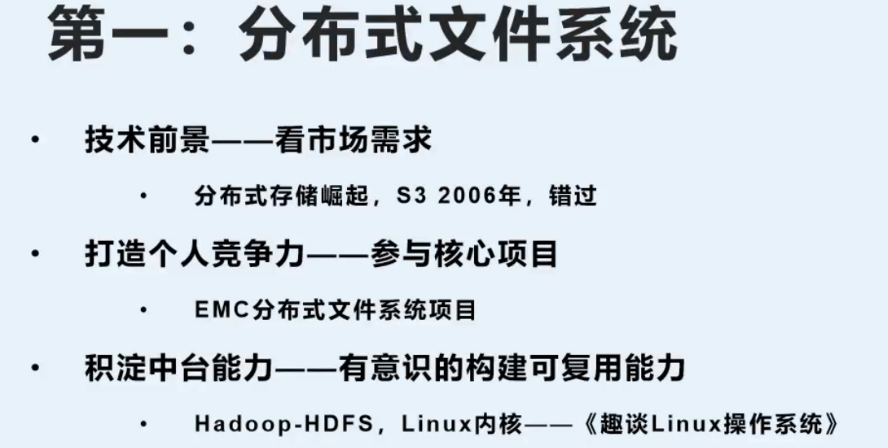 第一：分布式文件系统
• 技术前景——看市场需求
• 分布式存储崛起，S3 2006年，错过
• 打造个人竞争力——参与核心项目
• EMC分布式文件系统项目
• 积淀中台能力——有意识的构建可复用能力
• Hadoop-HDFS，Linux内核——《趣谈Linux操作系统》